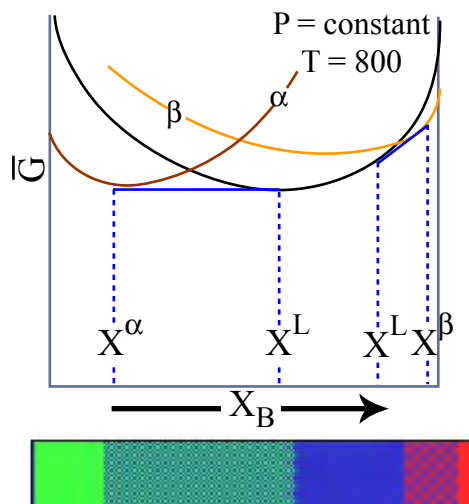 P = constant
T = 800
α
β
G̅
X^α X^L X^L X^β
X_B